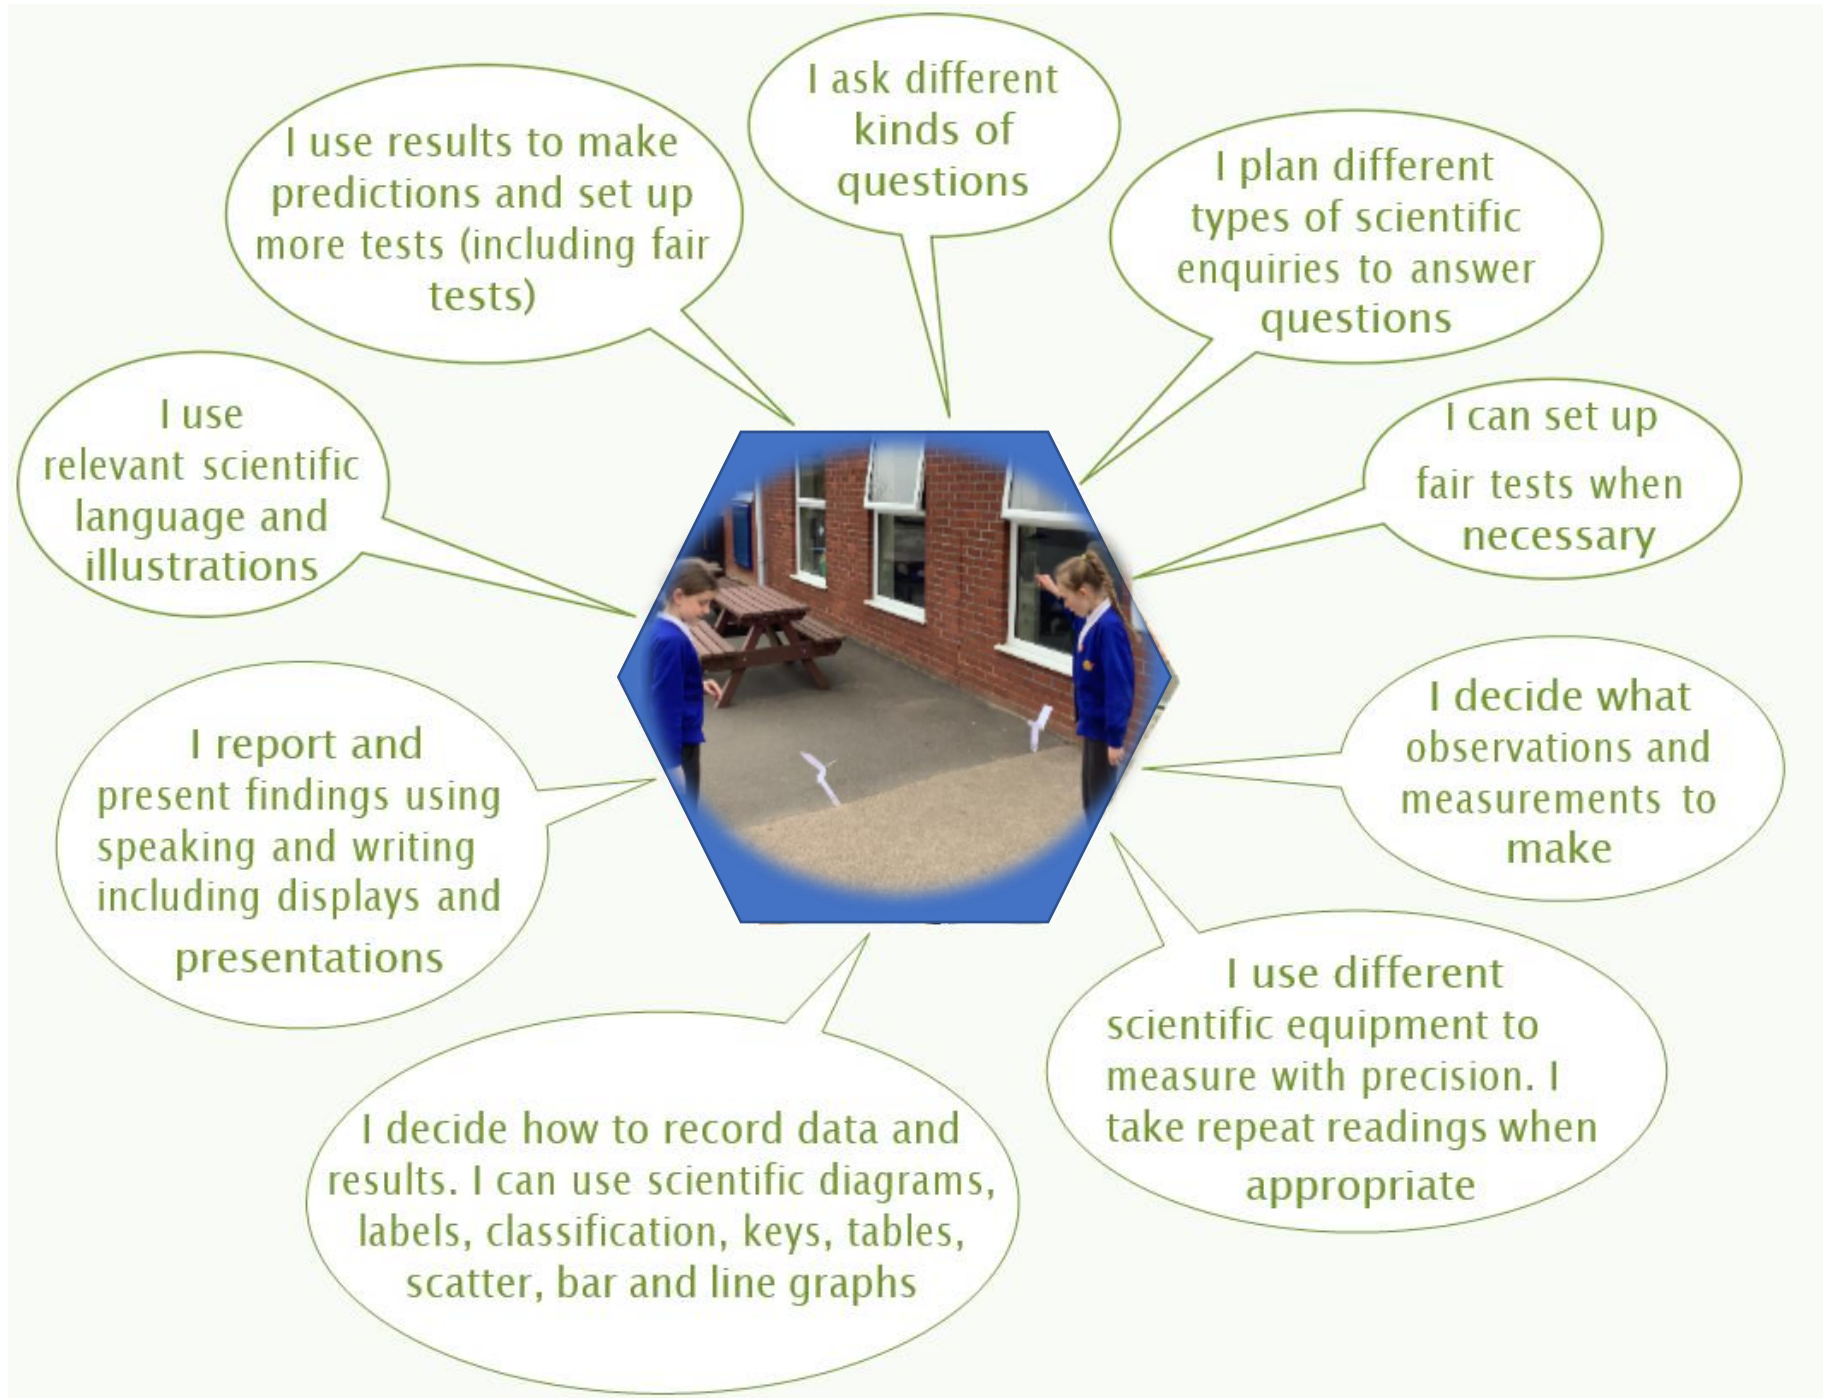 I ask different
kinds of
questions
I plan different
types of scientific
enquiries to answer
questions
I can set up
fair tests when
necessary
I decide what
observations and
measurements to
make
I use different
scientific equipment to
measure with precision. I
take repeat readings when
appropriate
I decide how to record data and
results. I can use scientific diagrams,
labels, classification, keys, tables,
scatter, bar and line graphs
I report and
present findings using
speaking and writing
including displays and
presentations
I use
relevant scientific
language and
illustrations
I use results to make
predictions and set up
more tests (including fair
tests)